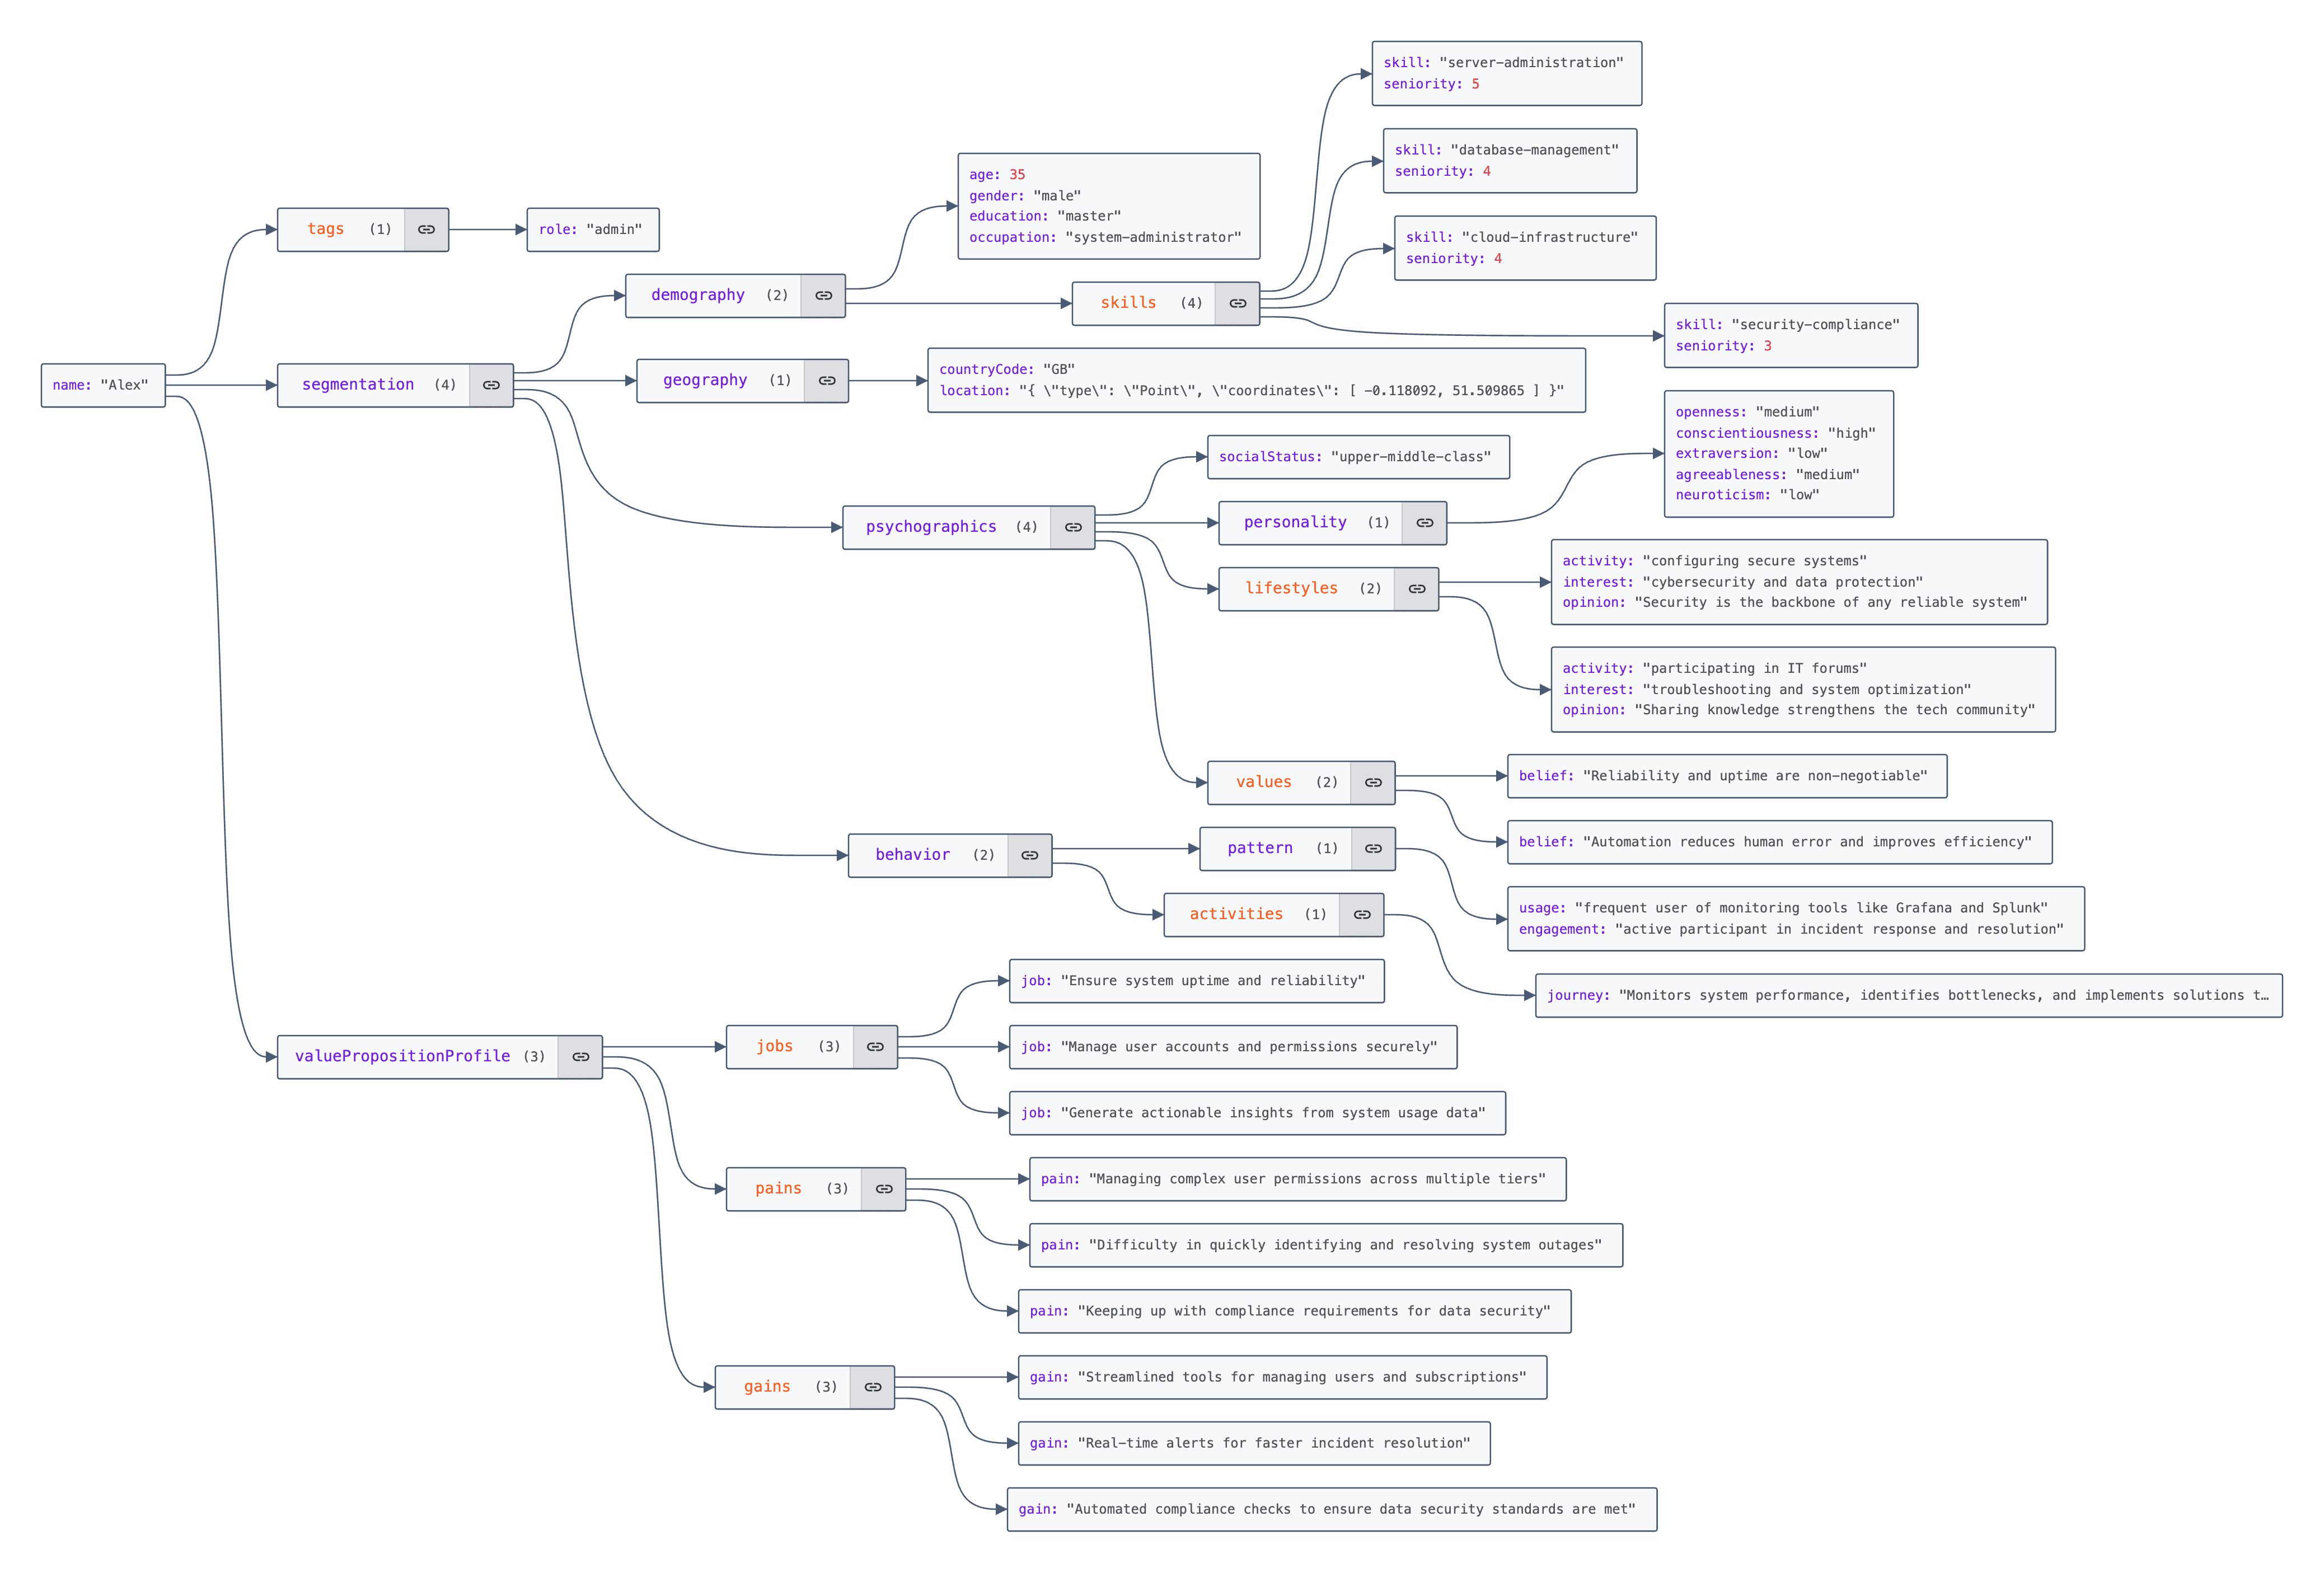 name: "Alex"
tags (1)
role: "admin"
segmentation (4)
demography (2)
age: 35
gender: "male"
education: "master"
occupation: "system-administrator"
skills (4)
skill: "server-administration"
seniority: 5
skill: "database-management"
seniority: 4
skill: "cloud-infrastructure"
seniority: 4
skill: "security-compliance"
seniority: 3
geography (1)
countryCode: "GB"
location: "{ \"type\": \"Point\", \"coordinates\": [ -0.118092, 51.509865 ] }"
psychographics (4)
socialStatus: "upper-middle-class"
personality (1)
openness: "medium"
conscientiousness: "high"
extraversion: "low"
agreeableness: "medium"
neuroticism: "low"
lifestyles (2)
activity: "configuring secure systems"
interest: "cybersecurity and data protection"
opinion: "Security is the backbone of any reliable system"
activity: "participating in IT forums"
interest: "troubleshooting and system optimization"
opinion: "Sharing knowledge strengthens the tech community"
values (2)
belief: "Reliability and uptime are non-negotiable"
belief: "Automation reduces human error and improves efficiency"
behavior (2)
pattern (1)
usage: "frequent user of monitoring tools like Grafana and Splunk"
engagement: "active participant in incident response and resolution"
activities (1)
journey: "Monitors system performance, identifies bottlenecks, and implements solutions t…
valuePropositionProfile (3)
jobs (3)
job: "Ensure system uptime and reliability"
job: "Manage user accounts and permissions securely"
job: "Generate actionable insights from system usage data"
pains (3)
pain: "Managing complex user permissions across multiple tiers"
pain: "Difficulty in quickly identifying and resolving system outages"
pain: "Keeping up with compliance requirements for data security"
gains (3)
gain: "Streamlined tools for managing users and subscriptions"
gain: "Real-time alerts for faster incident resolution"
gain: "Automated compliance checks to ensure data security standards are met"